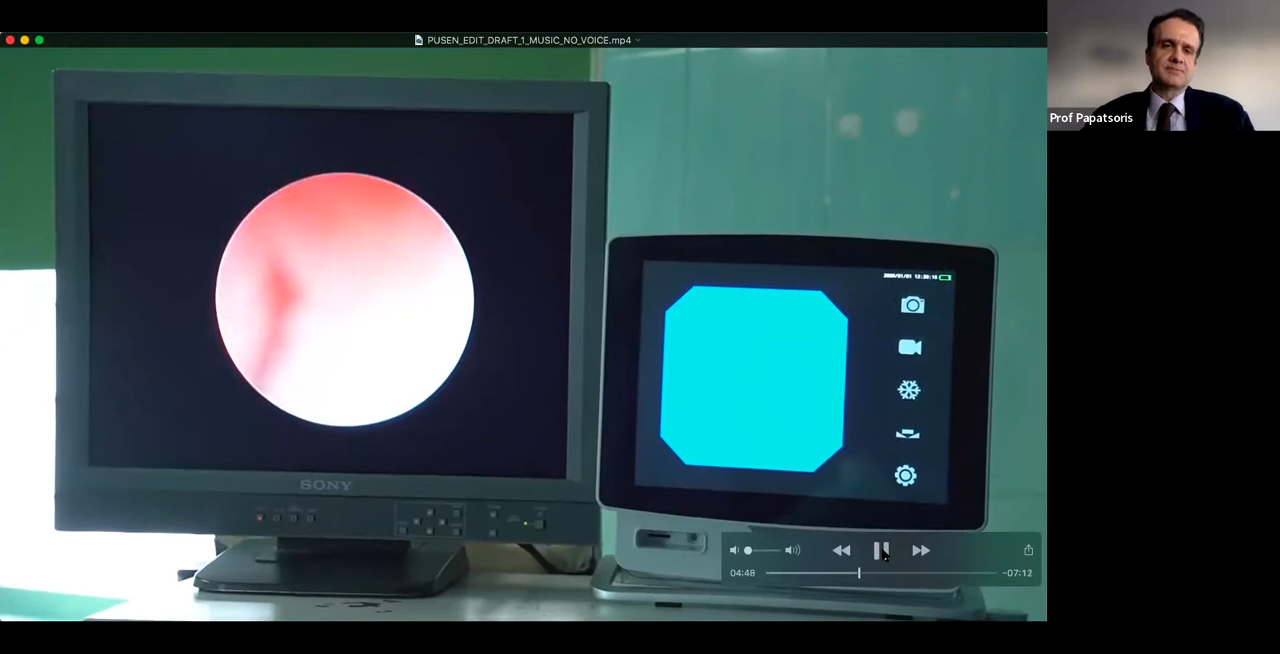 PUSEN_EDIT_DRAFT_1_MUSIC_NO_VOICE.mp4
Prof Papatsoris
SONY
04:48
-07:12